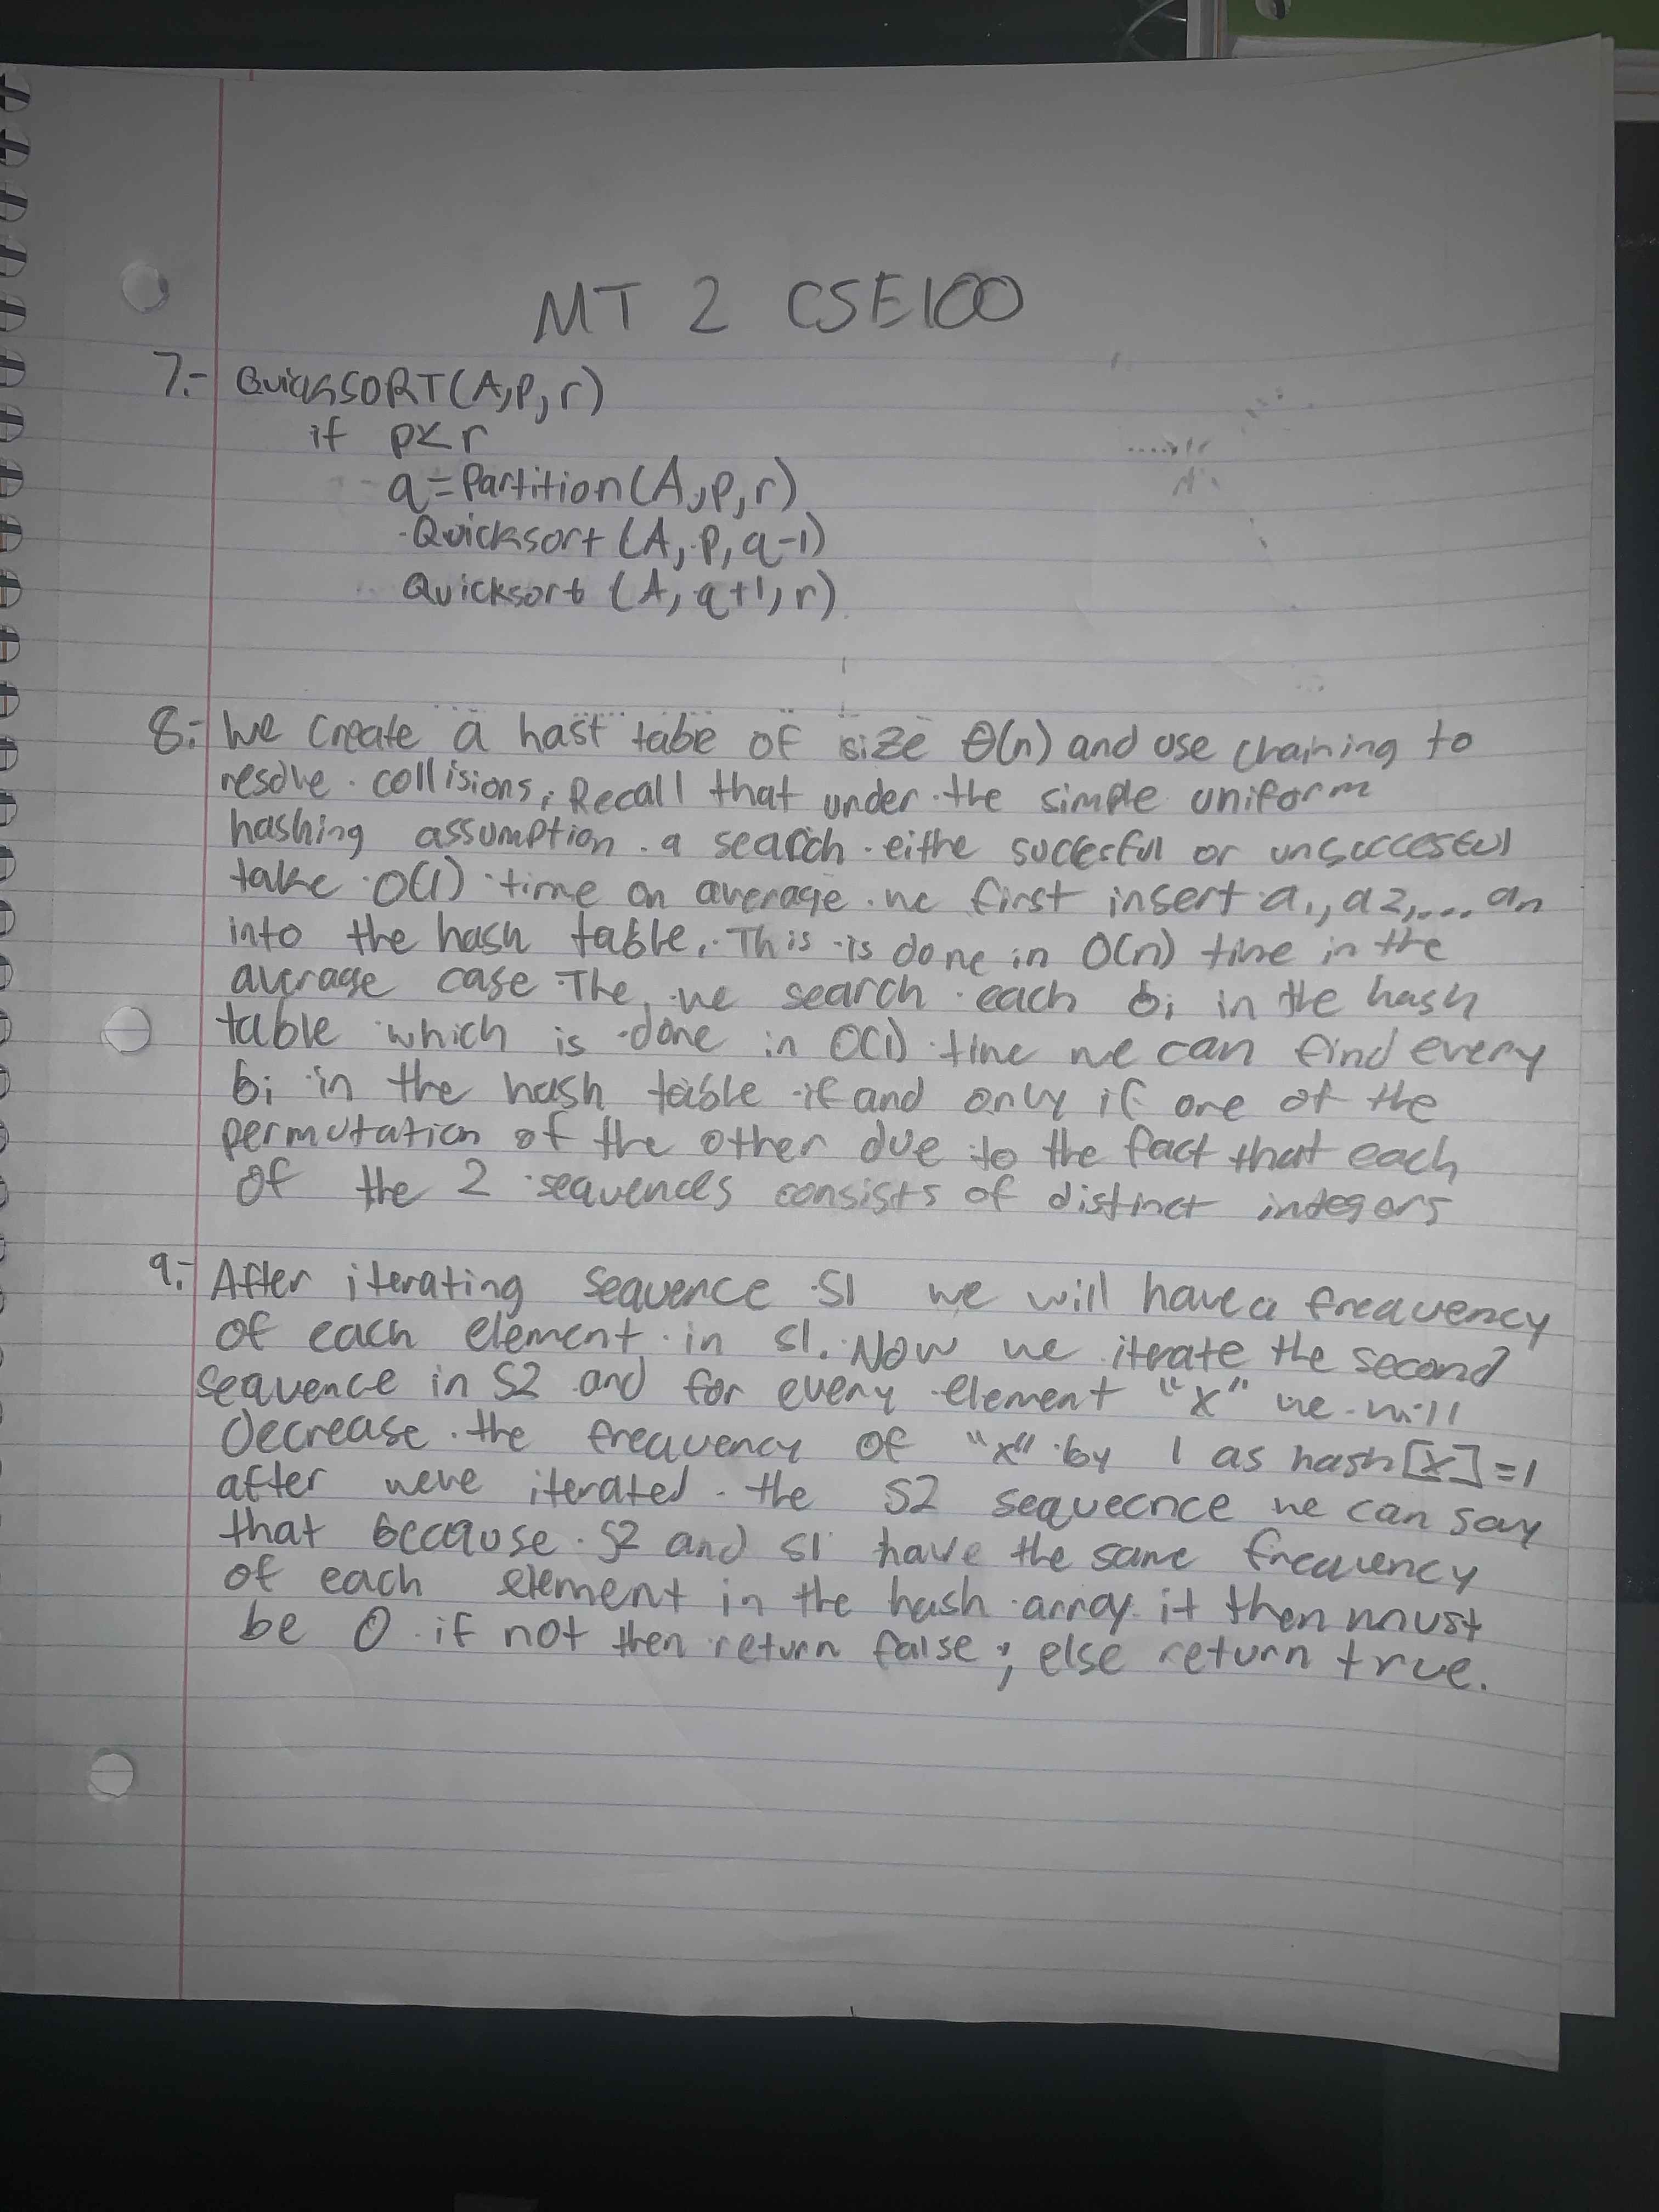 MT 2 CSE100
7.- QuickSORT(A,p,r)
if p<r
q=Partition(A,p,r)
Quicksort (A, p, q-1)
Quicksort (A, q+1, r)
8.- We create a hast tabe of size θ(n) and use chaining to
resolve collisions; Recall that under the simple uniform
hashing assumption a search eithe sucessful or unsuccessful
take O(1) time on average we first insert a1, a2,.... an
into the hash table. This is done in O(n) time in the
average case The, we search each bi in the hash
table which is done in O(1) time we can find every
bi in the hash table if and only if one of the
permutation of the other due to the fact that each
of the 2 sequences consists of distinct integers
9.- After iterating sequence S1 we will have a frequency
of each element in S1. Now we iterate the second
sequence in S2 and for every element "x" we will
Decrease the frequency of "x" by 1 as hash[x]=1
after weve iterated the S2 sequecnce we can say
that because S2 and S1 have the same frequency
of each element in the hash array it then must
be 0 if not then return false; else return true.